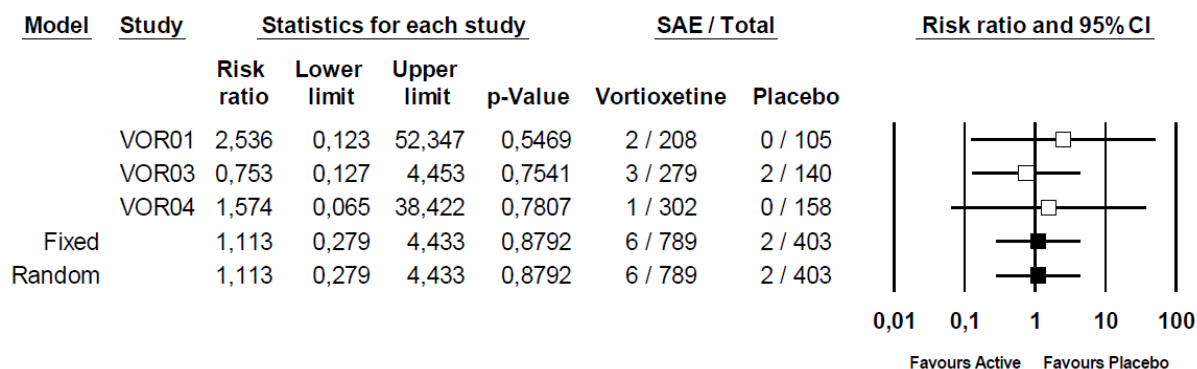 Model Study Statistics for each study SAE / Total Risk ratio and 95% CI
Risk ratio Lower limit Upper limit p-Value Vortioxetine Placebo
VOR01 2,536 0,123 52,347 0,5469 2 / 208 0 / 105
VOR03 0,753 0,127 4,453 0,7541 3 / 279 2 / 140
VOR04 1,574 0,065 38,422 0,7807 1 / 302 0 / 158
Fixed 1,113 0,279 4,433 0,8792 6 / 789 2 / 403
Random 1,113 0,279 4,433 0,8792 6 / 789 2 / 403
0,01 0,1 1 10 100
Favours Active Favours Placebo